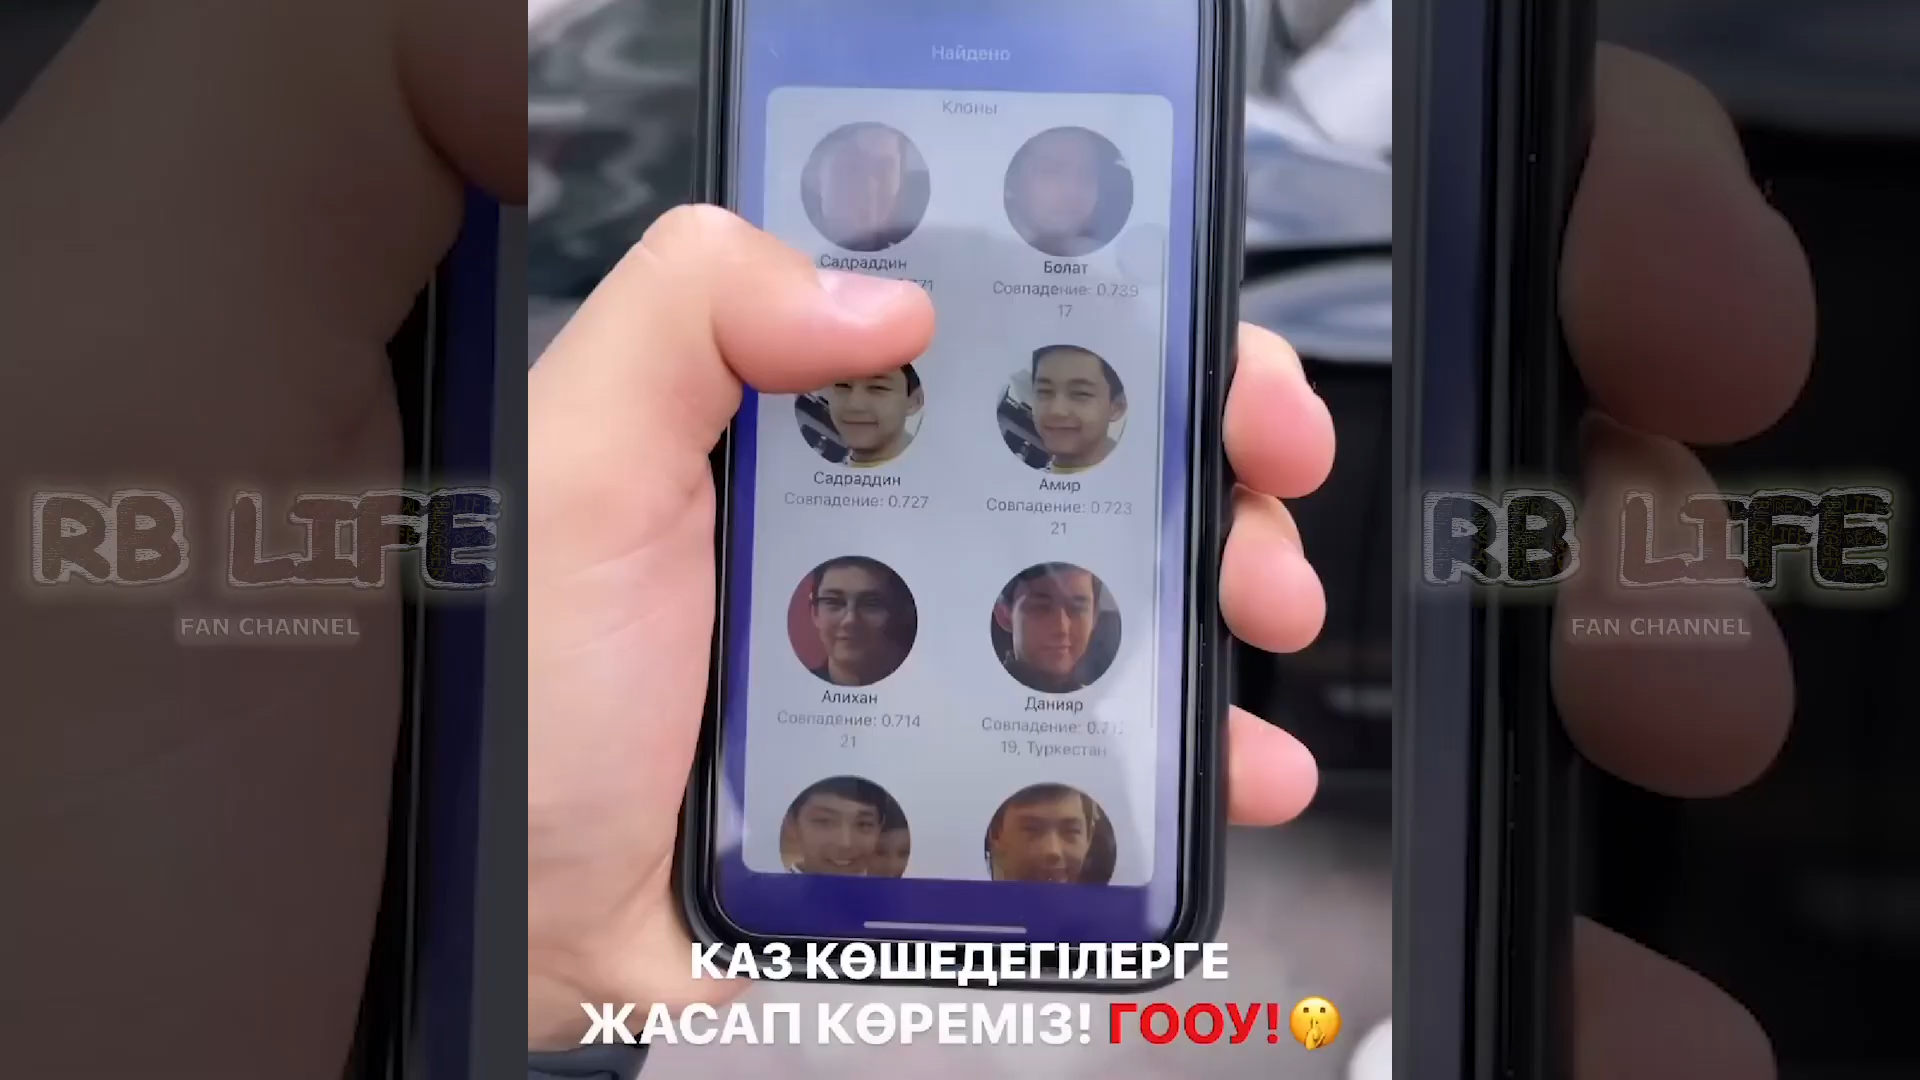 Найдено
Клоны
Садраддин
Болат
Совпадение: 0.739
17
Садраддин
Совпадение: 0.727
Амир
Совпадение: 0.723
21
Алихан
Совпадение: 0.714
21
Данияр
Совпадение:
19, Туркестан
RB LIFE
FAN CHANNEL
RB LIFE
FAN CHANNEL
КАЗ КӨШЕДЕГІЛЕРГЕ
ЖАСАП КӨРЕМІЗ! ГООУ!🤫